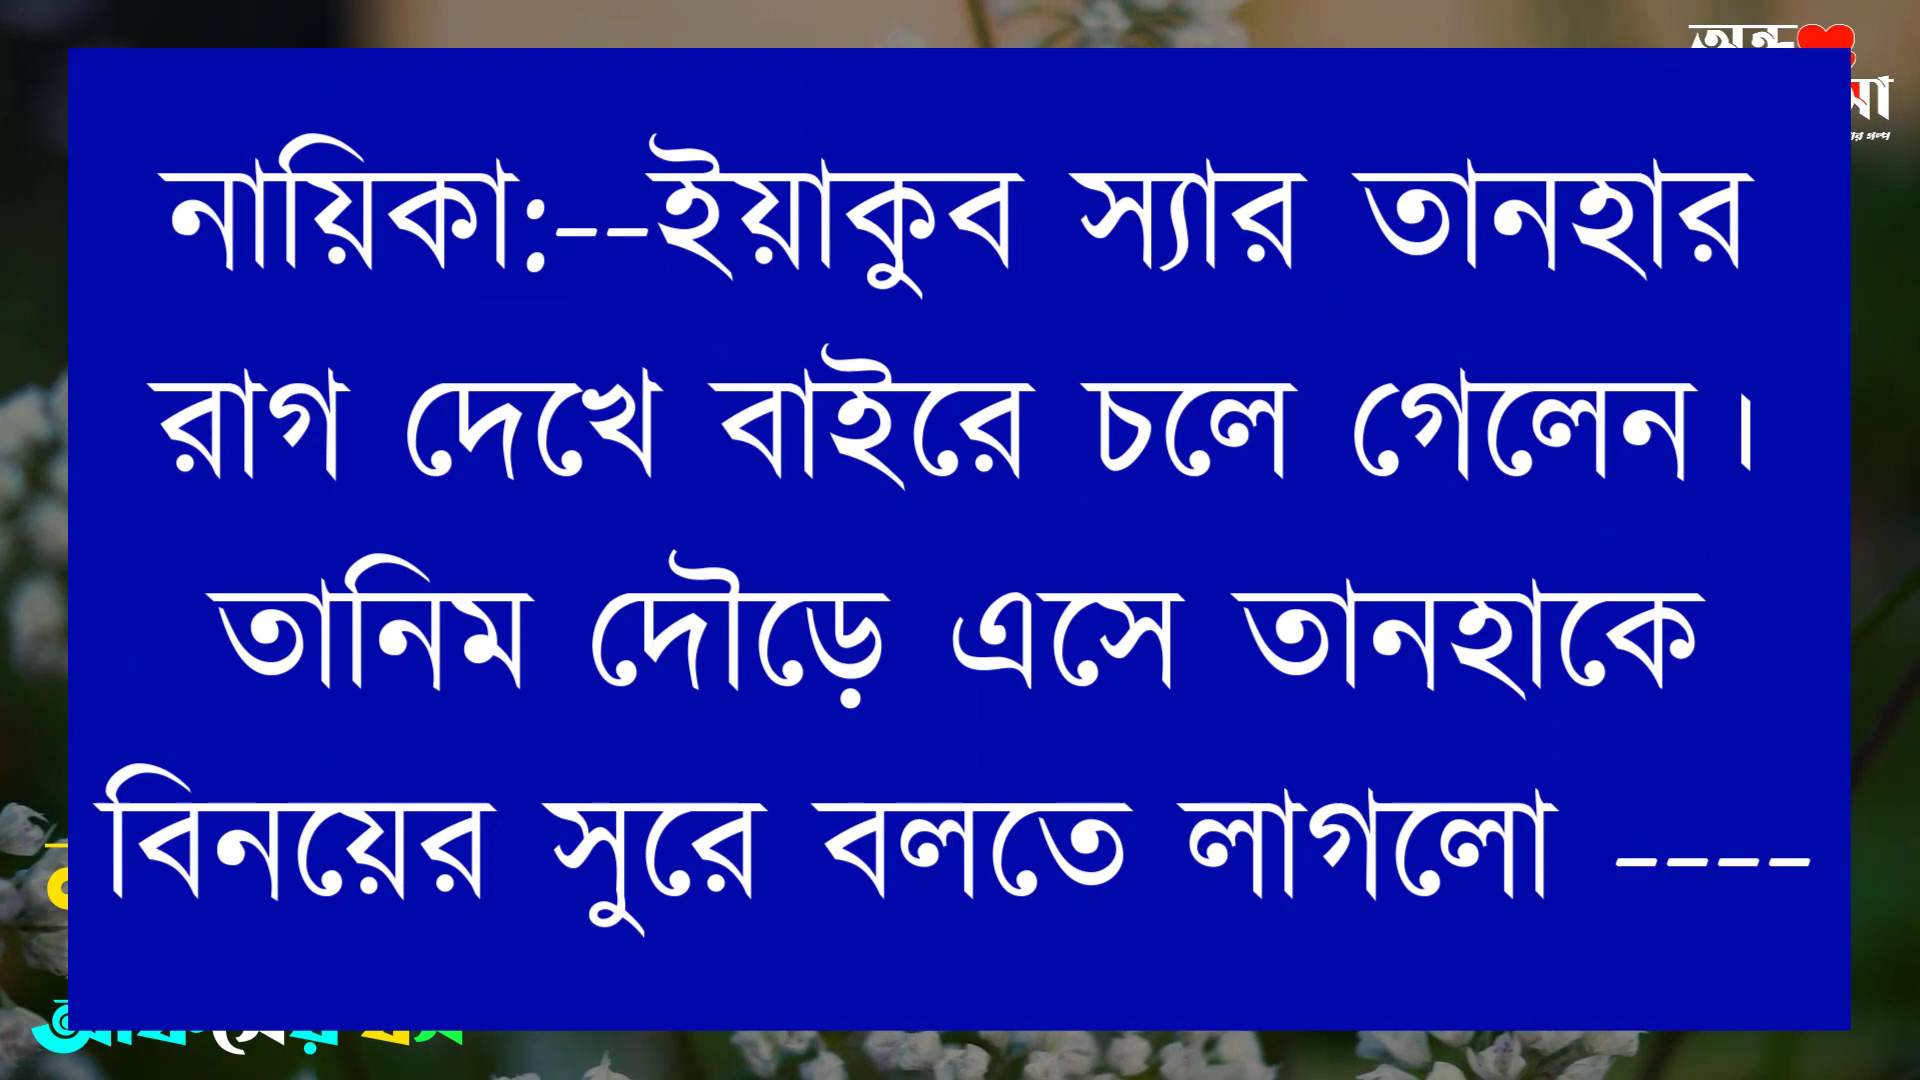 নায়িকা:--ইয়াকুব স্যার তানহার
রাগ দেখে বাইরে চলে গেলেন।
তানিম দৌড়ে এসে তানহাকে
বিনয়ের সুরে বলতে লাগলো ----